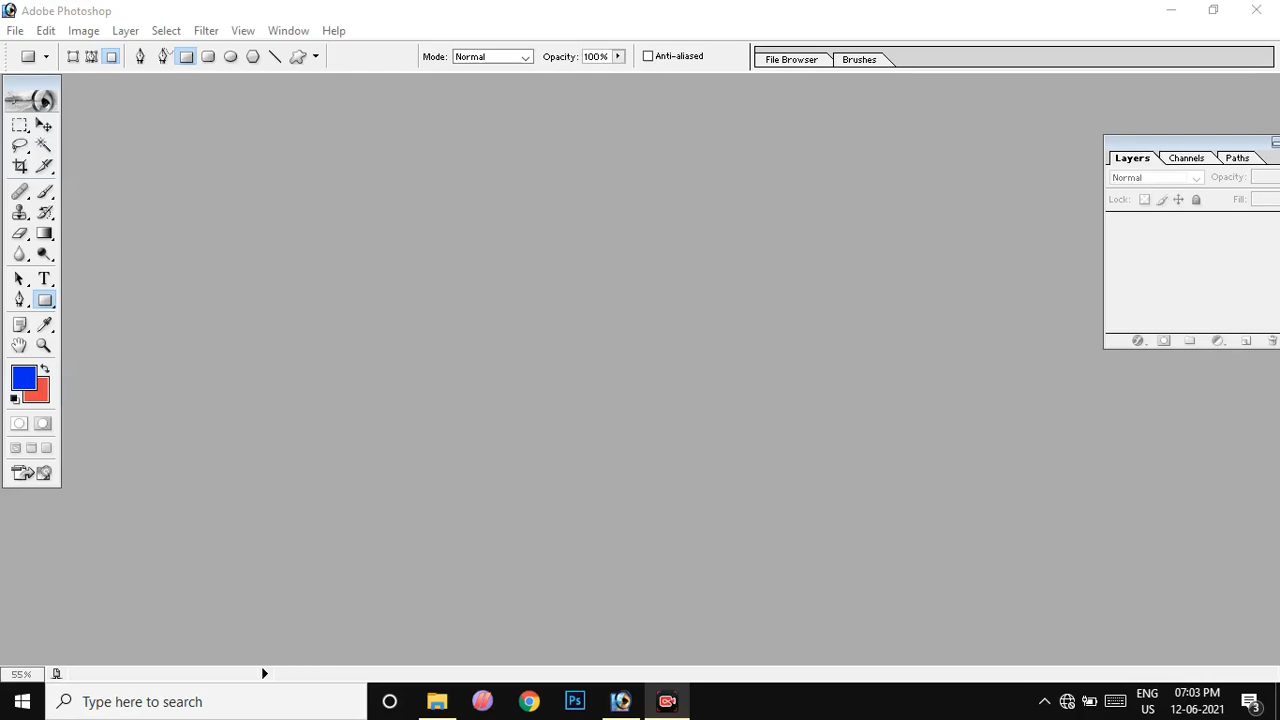 Adobe Photoshop
File Edit Image Layer Select Filter View Window Help
Mode: Normal Opacity: 100% Anti-aliased File Browser Brushes
Layers Channels Paths
Normal Opacity:
Lock: Fill:
T
55%
Type here to search
Ps
ENG
US
07:03 PM
12-06-2021
3